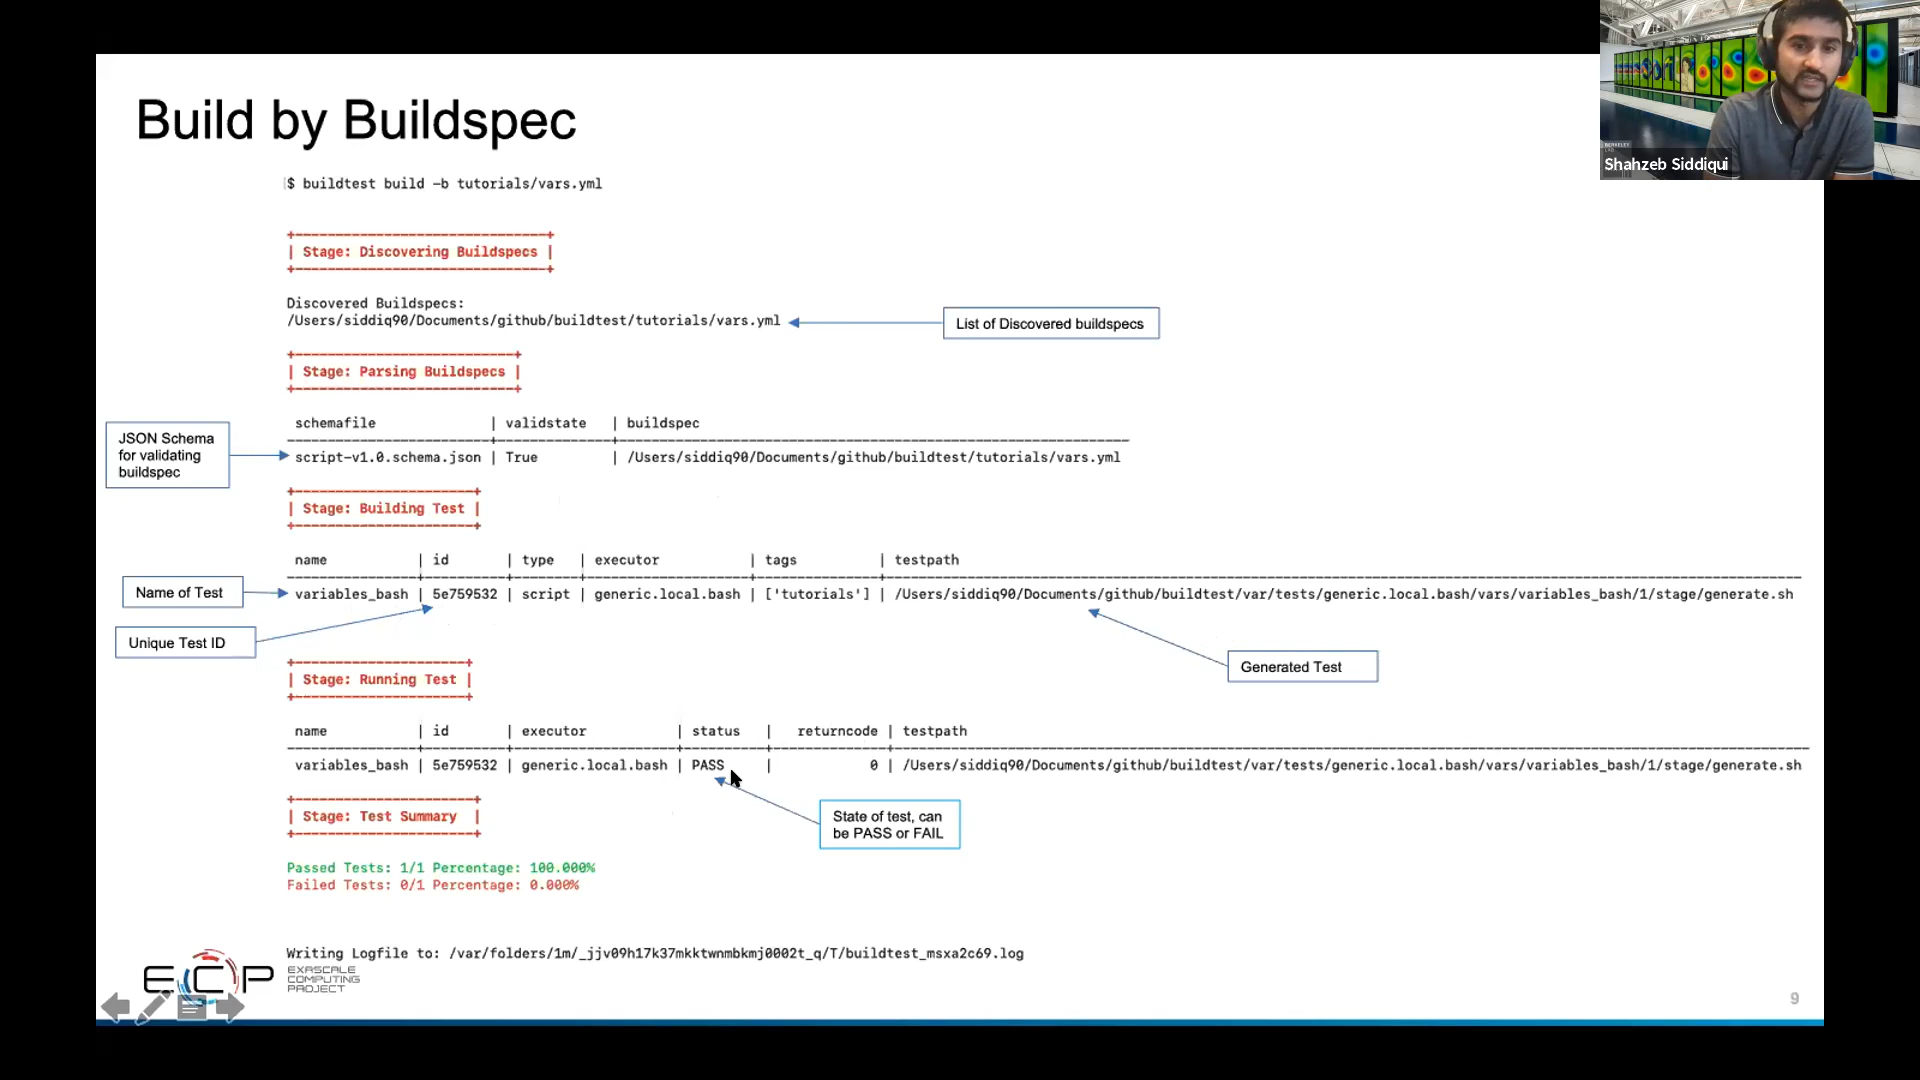 Build by Buildspec
$ buildtest build -b tutorials/vars.yml
| Stage: Discovering Buildspecs |
Discovered Buildspecs:
/Users/siddiq90/Documents/github/buildtest/tutorials/vars.yml
List of Discovered buildspecs
| Stage: Parsing Buildspecs |
schemafile | validstate | buildspec
script-v1.0.schema.json | True | /Users/siddiq90/Documents/github/buildtest/tutorials/vars.yml
JSON Schema
for validating
buildspec
| Stage: Building Test |
name | id | type | executor | tags | testpath
variables_bash | 5e759532 | script | generic.local.bash | ['tutorials'] | /Users/siddiq90/Documents/github/buildtest/var/tests/generic.local.bash/vars/variables_bash/1/stage/generate.sh
Name of Test
Unique Test ID
Generated Test
| Stage: Running Test |
name | id | executor | status | returncode | testpath
variables_bash | 5e759532 | generic.local.bash | PASS | 0 | /Users/siddiq90/Documents/github/buildtest/var/tests/generic.local.bash/vars/variables_bash/1/stage/generate.sh
State of test, can
be PASS or FAIL
| Stage: Test Summary |
Passed Tests: 1/1 Percentage: 100.000%
Failed Tests: 0/1 Percentage: 0.000%
Writing Logfile to: /var/folders/1m/_jjv09h17k37mkktwnmbkmj0002t_q/T/buildtest_msxa2c69.log
ECP
EXASCALE
COMPUTING
PROJECT
9
Shahzeb Siddiqui